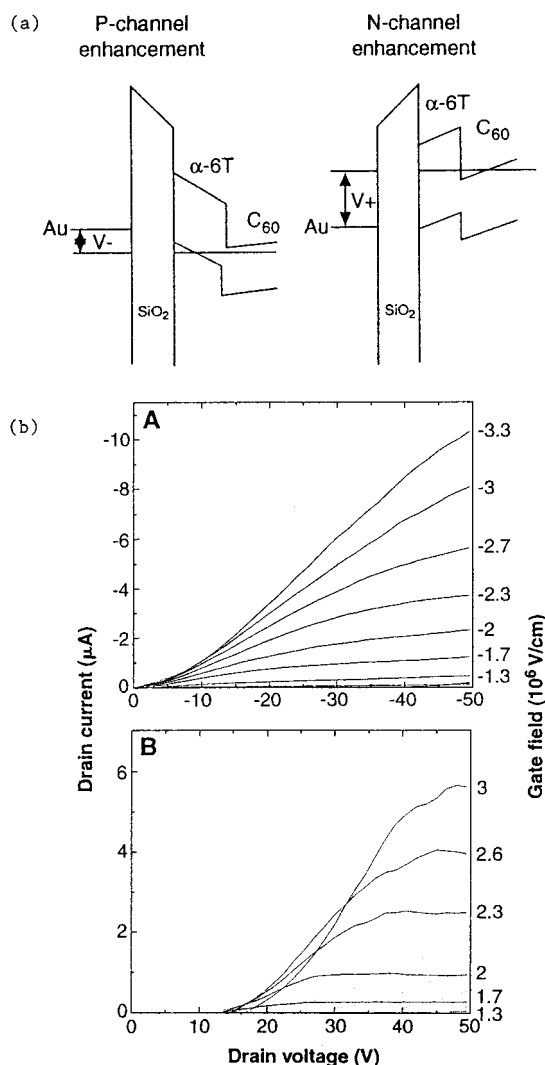 (a)
P-channel
enhancement
N-channel
enhancement
α-6T
C60
Au
V-
SiO2
α-6T
C60
V+
Au
SiO2
(b)
A
-10
-8
-6
-4
-2
0
0
-10
-20
-30
-40
-50
-3.3
-3
-2.7
-2.3
-2
-1.7
-1.3
Drain current (μA)
Gate field (10⁶ V/cm)
B
6
4
2
0
0
10
20
30
40
50
3
2.6
2.3
2
1.7
1.3
Drain voltage (V)